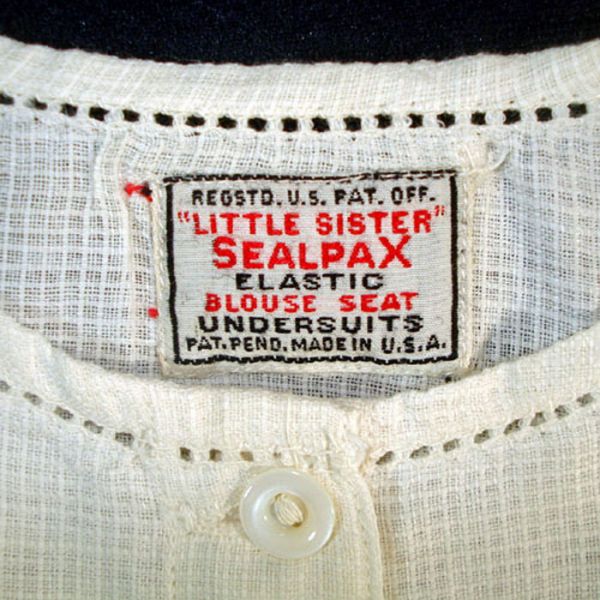 REGSTD. U.S. PAT. OFF.
"LITTLE SISTER"
SEALPAX
ELASTIC
BLOUSE SEAT
UNDERSUITS
PAT. PEND. MADE IN U.S.A.